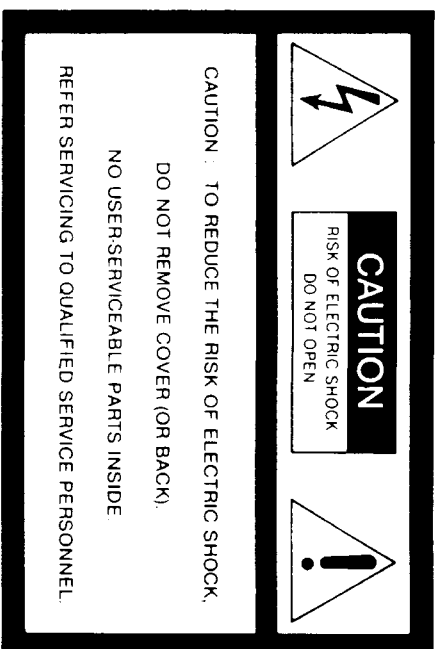 CAUTION
RISK OF ELECTRIC SHOCK
DO NOT OPEN
CAUTION : TO REDUCE THE RISK OF ELECTRIC SHOCK,
DO NOT REMOVE COVER (OR BACK).
NO USER-SERVICEABLE PARTS INSIDE.
REFER SERVICING TO QUALIFIED SERVICE PERSONNEL.